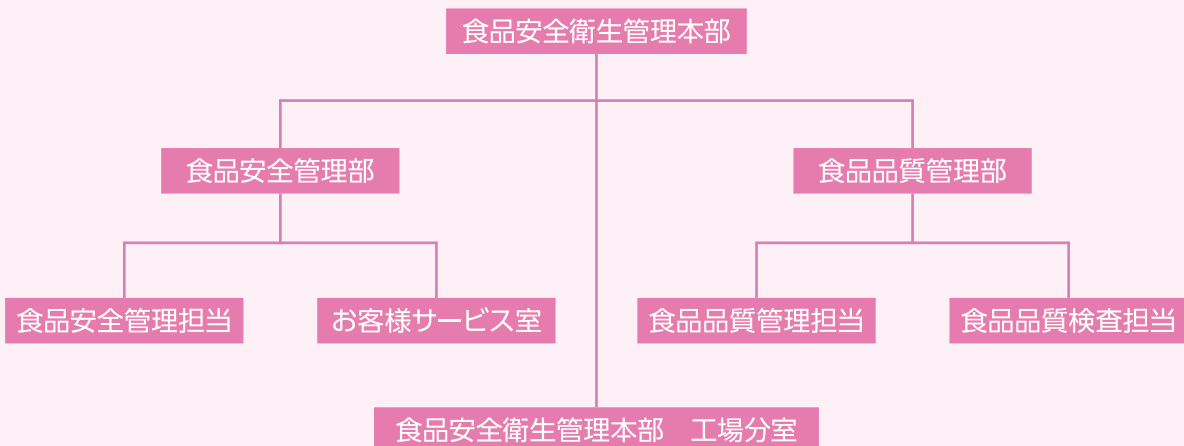 食品安全衛生管理本部
食品安全管理部
食品品質管理部
食品安全管理担当
お客様サービス室
食品品質管理担当
食品品質検査担当
食品安全衛生管理本部　工場分室